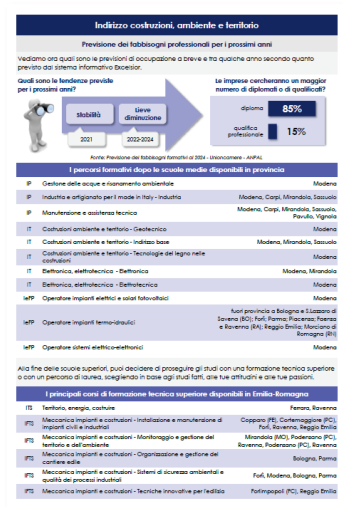 Indirizzo costruzioni, ambiente e territorio
Previsione dei fabbisogni professionali per i prossimi anni
Vediamo ora quali sono le previsioni di occupazione a breve e tra qualche anno secondo quanto
previsto dal sistema informativo Excelsior.
Quali sono le tendenze previste
per i prossimi anni?
Stabilità
Lieve
diminuzione
2021
2022-2024
Le imprese cercheranno un maggior
numero di diplomati o di qualificati?
diploma
85%
qualifica
professionale
15%
Fonte: Previsione dei fabbisogni formativi al 2024 - Unioncamere - ANPAL
I percorsi formativi dopo le scuole medie disponibili in provincia
IP Gestione delle acque e risanamento ambientale Modena
IP Industria e artigianato per il made in Italy - Industria Modena, Carpi, Mirandola, Sassuolo
IP Manutenzione e assistenza tecnica Modena, Carpi, Mirandola, Sassuolo,
Pavullo, Vignola
IT Costruzioni ambiente e territorio - Geotecnico Modena
IT Costruzioni ambiente e territorio - Indirizzo base Modena, Mirandola, Sassuolo
IT Costruzioni ambiente e territorio - Tecnologie del legno nelle
costruzioni Modena
IT Elettronica, elettrotecnica - Elettronica Modena, Mirandola
IT Elettronica, elettrotecnica - Elettrotecnica Modena
IeFP Operatore impianti elettrici e solari fotovoltaici Modena
IeFP Operatore impianti termo-idraulici fuori provincia a Bologna e S.Lazzaro di
Savena (BO); Forlì; Parma; Piacenza; Faenza
e Ravenna (RA); Reggio Emilia; Morciano di
Romagna (RN)
IeFP Operatore sistemi elettrico-elettronici Modena
Alla fine delle scuole superiori, puoi decidere di proseguire gli studi con una formazione tecnica superiore
o con un percorso di laurea, scegliendo in base agli studi fatti, alle tue attitudini e alle tue passioni.
I principali corsi di formazione tecnica superiore disponibili in Emilia-Romagna
ITS Territorio, energia, costruire Ferrara, Ravenna
IFTS Meccanica impianti e costruzioni - Installazione e manutenzione di
impianti civili e industriali Copparo (FE), Cortemaggiore (PC),
Forlì, Ravenna, Reggio Emilia
IFTS Meccanica impianti e costruzioni - Monitoraggio e gestione del
territorio e dell'ambiente Mirandola (MO), Podenzano (PC),
Ravenna, Podenzano (PC), Ravenna
IFTS Meccanica impianti e costruzioni - Organizzazione e gestione del
cantiere edile Bologna, Parma
IFTS Meccanica impianti e costruzioni - Sistemi di sicurezza ambientali e
qualità dei processi industriali Forlì, Modena, Bologna, Parma
IFTS Meccanica impianti e costruzioni - Tecniche innovative per l'edilizia Forlimpopoli (FC), Reggio Emilia